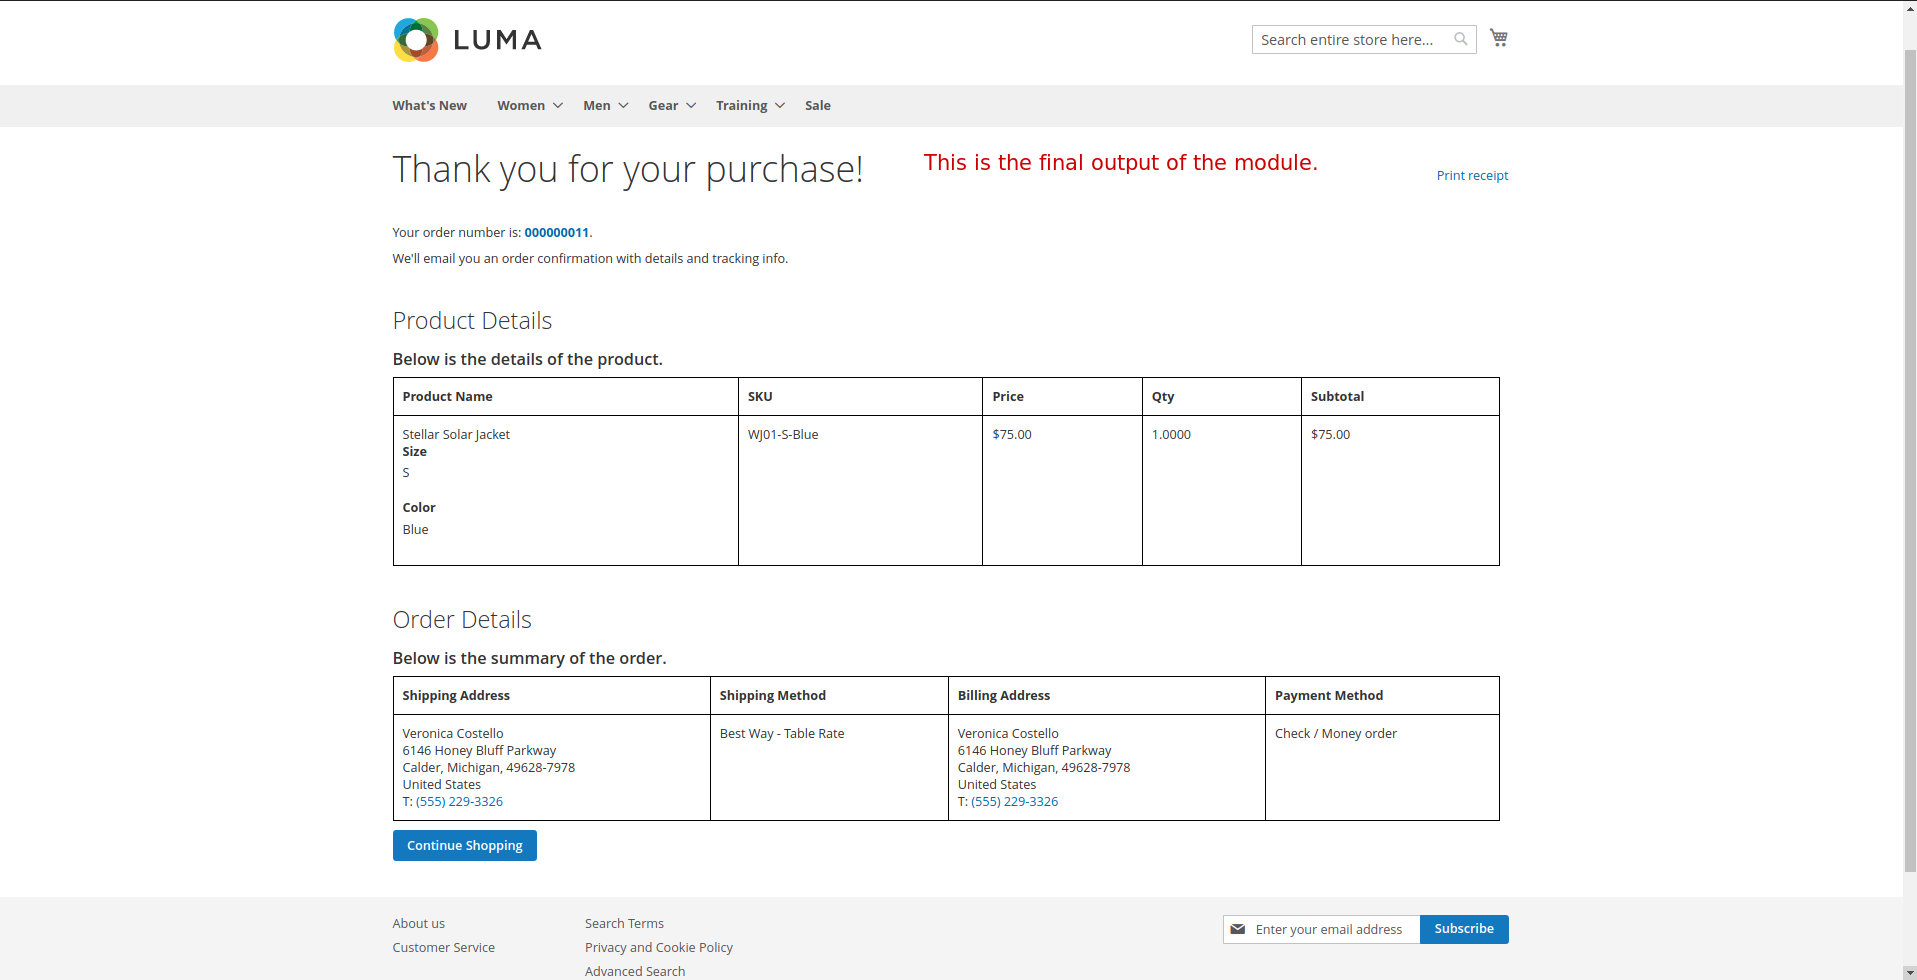 LUMA
Search entire store here...
What's New Women Men Gear Training Sale
Thank you for your purchase!
This is the final output of the module.
Print receipt
Your order number is: 000000011.
We'll email you an order confirmation with details and tracking info.
Product Details
Below is the details of the product.
Product Name SKU Price Qty Subtotal
Stellar Solar Jacket WJ01-S-Blue $75.00 1.0000 $75.00
Size
S
Color
Blue
Order Details
Below is the summary of the order.
Shipping Address Shipping Method Billing Address Payment Method
Veronica Costello Best Way - Table Rate Veronica Costello Check / Money order
6146 Honey Bluff Parkway 6146 Honey Bluff Parkway
Calder, Michigan, 49628-7978 Calder, Michigan, 49628-7978
United States United States
T: (555) 229-3326 T: (555) 229-3326
Continue Shopping
About us Search Terms Enter your email address Subscribe
Customer Service Privacy and Cookie Policy
Advanced Search